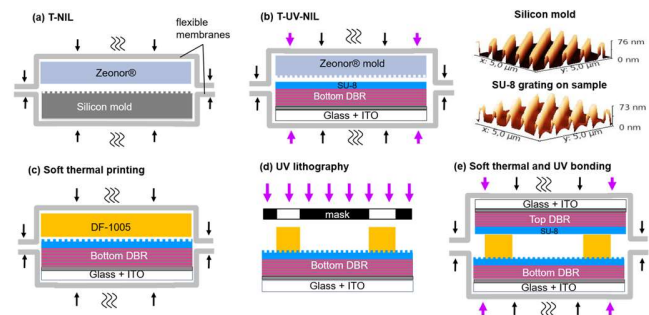 (a) T-NIL
flexible
membranes
Zeonor®
Silicon mold
(b) T-UV-NIL
Zeonor® mold
SU-8
Bottom DBR
Glass + ITO
Silicon mold
76 nm
0 nm
x: 5,0 µm
y: 5,0 µm
SU-8 grating on sample
73 nm
0 nm
x: 5,0 µm
y: 5,0 µm
(c) Soft thermal printing
DF-1005
Bottom DBR
Glass + ITO
(d) UV lithography
mask
Bottom DBR
Glass + ITO
(e) Soft thermal and UV bonding
Glass + ITO
Top DBR
SU-8
Bottom DBR
Glass + ITO